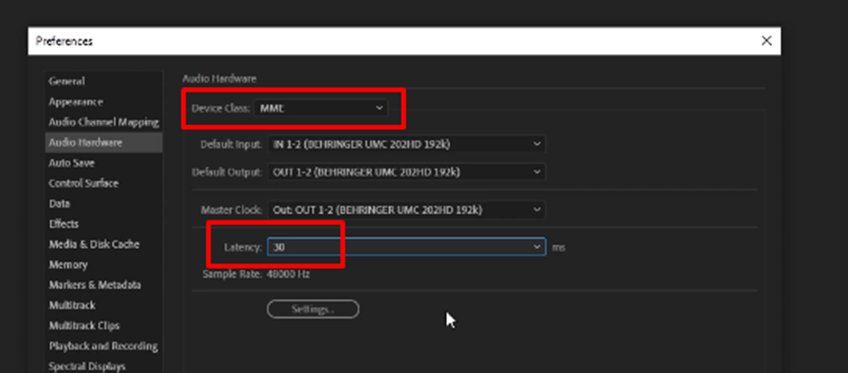 Preferences
General
Appearance
Audio Channel Mapping
Audio Hardware
Auto Save
Control Surface
Data
Effects
Media & Disk Cache
Memory
Markers & Metadata
Multitrack
Multitrack Clips
Playback and Recording
Spectral Displays
Audio Hardware
Device Class: MME
Default Input: IN 1-2 (BEHRINGER UMC 202HD 192k)
Default Output: OUT 1-2 (BEHRINGER UMC 202HD 192k)
Master Clock: Out: OUT 1-2 (BEHRINGER UMC 202HD 192k)
Latency: 30 ms
Sample Rate: 48000 Hz
Settings...